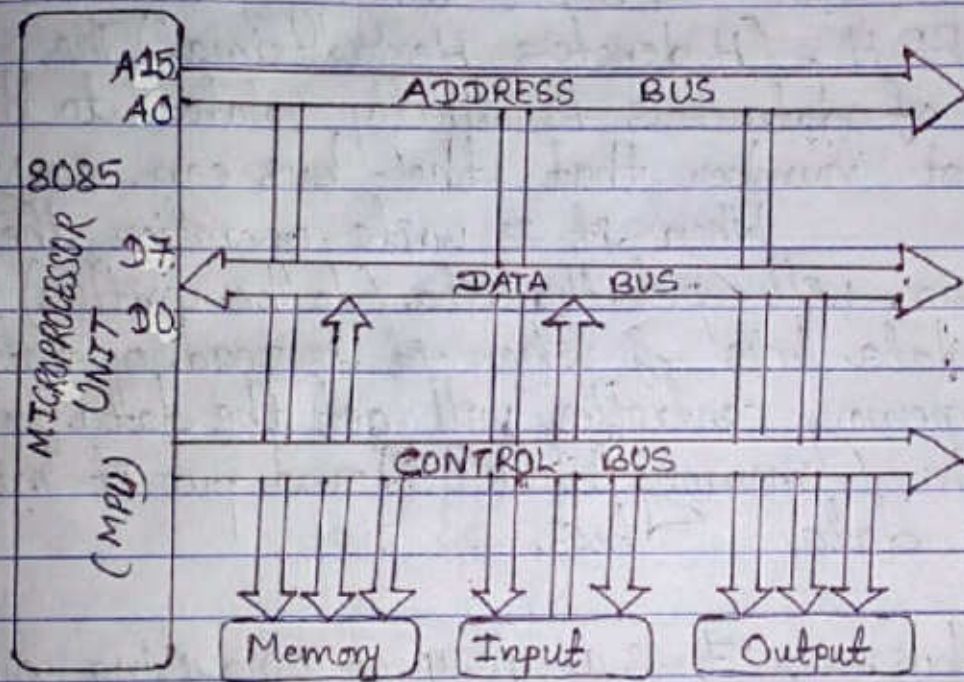 A15
ADDRESS BUS
A0
8085
MICROPROCESSOR
UNIT
(MPU)
D7
DATA BUS
D0
CONTROL BUS
Memory
Input
Output